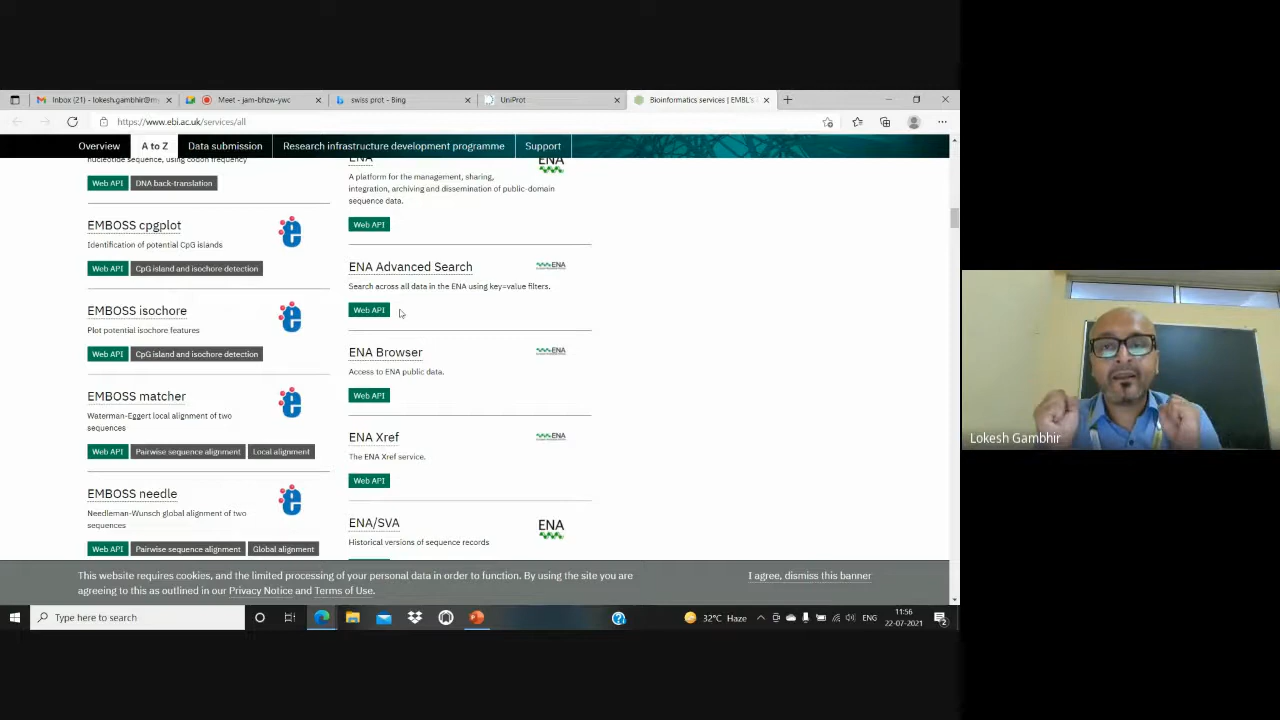 Inbox (21) - lokesh.gambhir@m
Meet - jam-bhzw-ywc
swiss prot - Bing
UniProt
Bioinformatics services | EMBL's
https://www.ebi.ac.uk/services/all
Overview
A to Z
Data submission
Research infrastructure development programme
Support
nucleotide sequence, using codon frequency
Web API
DNA back-translation
EMBOSS cpgplot
Identification of potential CpG islands
Web API
CpG island and isochore detection
EMBOSS isochore
Plot potential isochore features
Web API
CpG island and isochore detection
EMBOSS matcher
Waterman-Eggert local alignment of two
sequences
Web API
Pairwise sequence alignment
Local alignment
EMBOSS needle
Needleman-Wunsch global alignment of two
sequences
Web API
Pairwise sequence alignment
Global alignment
ENA
ENA
A platform for the management, sharing,
integration, archiving and dissemination of public-domain
sequence data.
Web API
ENA Advanced Search
ENA
Search across all data in the ENA using key=value filters.
Web API
ENA Browser
ENA
Access to ENA public data.
Web API
ENA Xref
ENA
The ENA Xref service.
Web API
ENA/SVA
ENA
Historical versions of sequence records
This website requires cookies, and the limited processing of your personal data in order to function. By using the site you are
agreeing to this as outlined in our Privacy Notice and Terms of Use.
I agree, dismiss this banner
Type here to search
32°C Haze
ENG
11:56
22-07-2021
Lokesh Gambhir